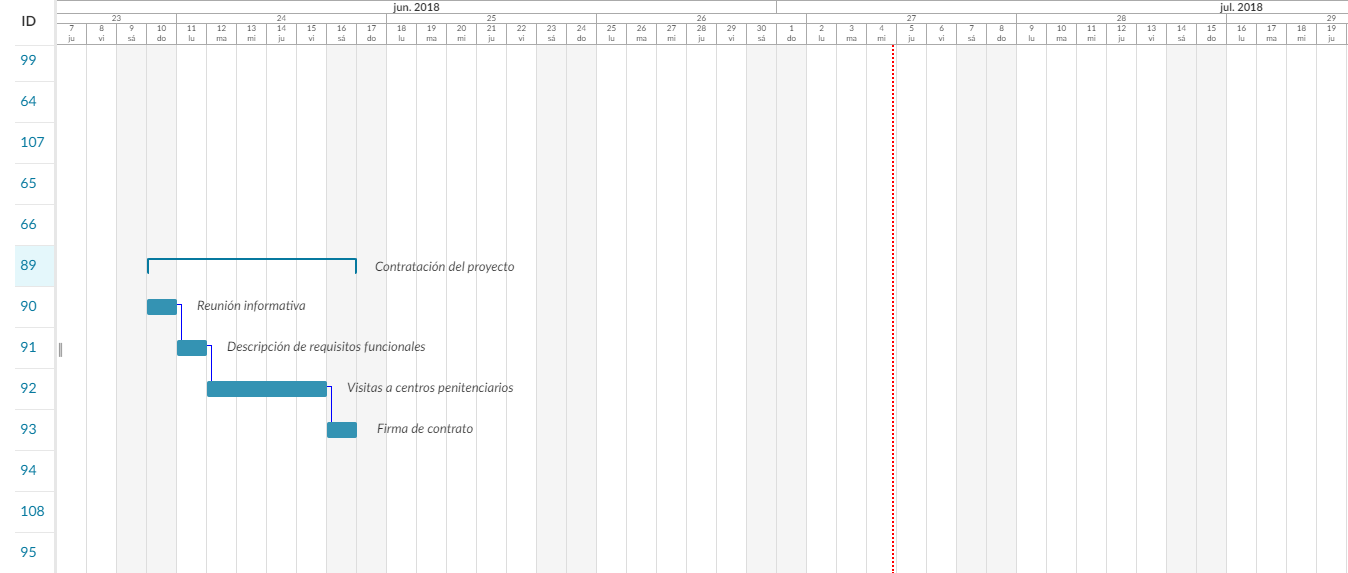 jun. 2018 jul. 2018
ID
23 24 25 26 27 28 29
7 8 9 10 11 12 13 14 15 16 17 18 19 20 21 22 23 24 25 26 27 28 29 30 1 2 3 4 5 6 7 8 9 10 11 12 13 14 15 16 17 18 19
ju vi sá do lu ma mi ju vi sá do lu ma mi ju vi sá do lu ma mi ju vi sá do lu ma mi ju vi sá do lu ma mi ju vi sá do lu ma mi ju
99
64
107
65
66
89 Contratación del proyecto
90 Reunión informativa
91 Descripción de requisitos funcionales
92 Visitas a centros penitenciarios
93 Firma de contrato
94
108
95